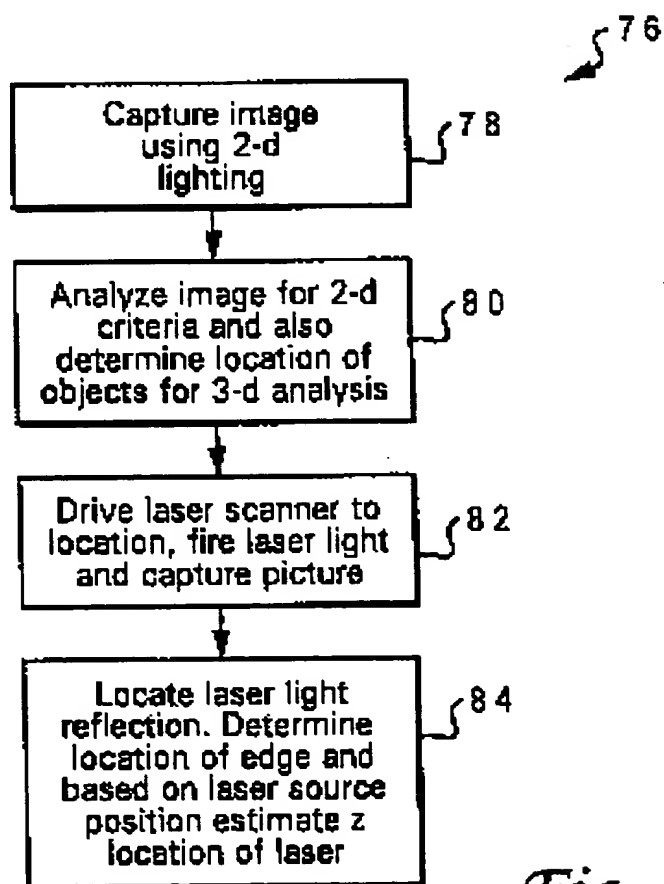 76
Capture image
using 2-d
lighting
78
Analyze image for 2-d
criteria and also
determine location of
objects for 3-d analysis
80
Drive laser scanner to
location, fire laser light
and capture picture
82
Locate laser light
reflection. Determine
location of edge and
based on laser source
position estimate z
location of laser
84